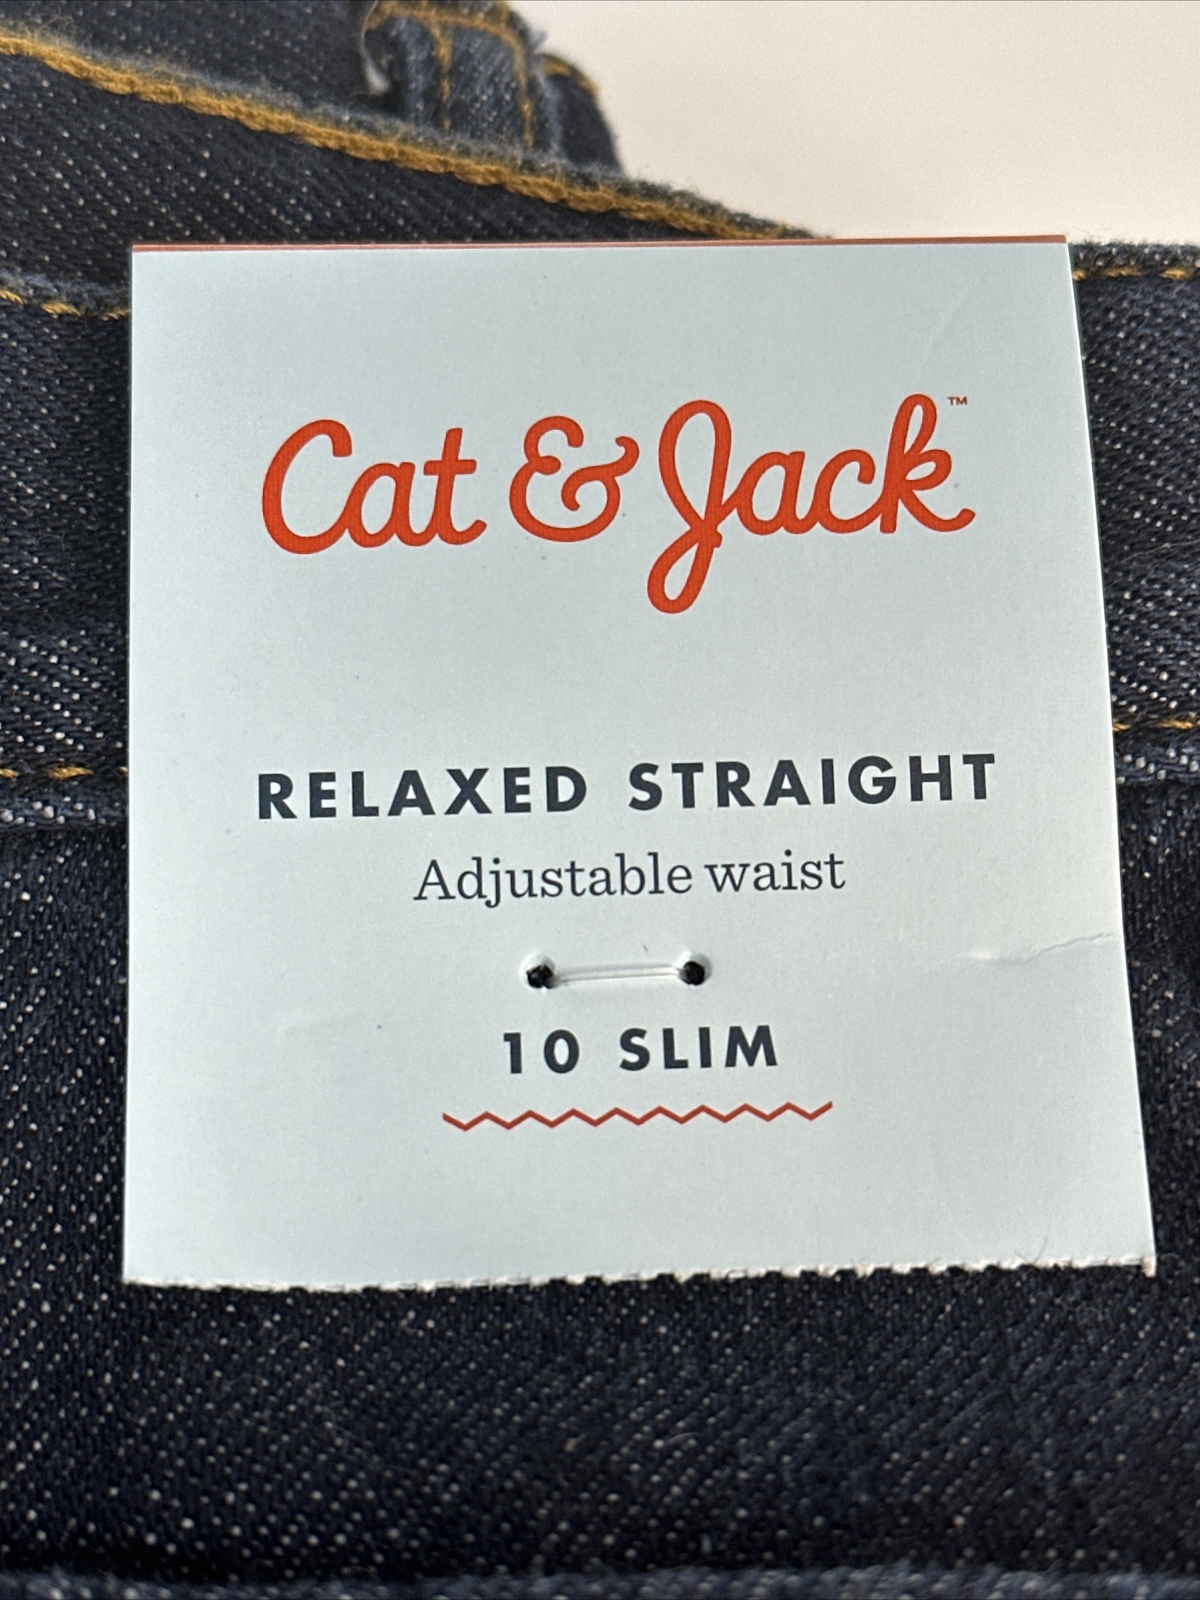 Cat & Jack™
RELAXED STRAIGHT
Adjustable waist
10 SLIM